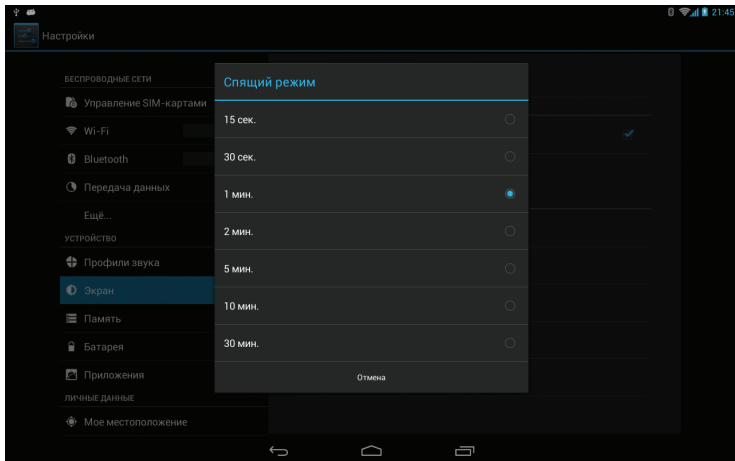 21:45
Настройки
БЕСПРОВОДНЫЕ СЕТИ
Управление SIM-картами
Wi-Fi
Bluetooth
Передача данных
Ещё...
УСТРОЙСТВО
Профили звука
Экран
Память
Батарея
Приложения
ЛИЧНЫЕ ДАННЫЕ
Мое местоположение
Спящий режим
15 сек.
30 сек.
1 мин.
2 мин.
5 мин.
10 мин.
30 мин.
Отмена